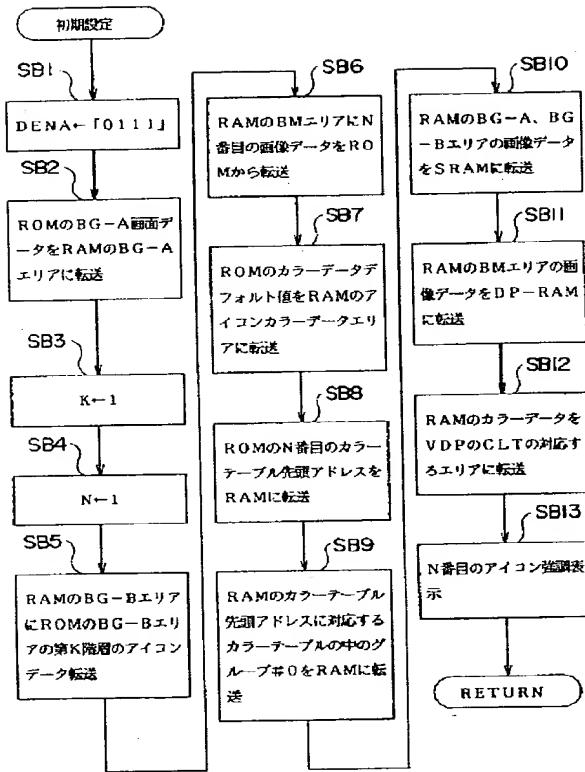 初期設定
SB1
DENA←「0111」
SB2
ROMのBG-A画面デ
ータをRAMのBG-A
エリアに転送
SB3
K←1
SB4
N←1
SB5
RAMのBG-Bエリア
にROMのBG-Bエリ
アの第K階層のアイコン
データ転送
SB6
RAMのBMエリアにN
番目の画像データをRO
Mから転送
SB7
ROMのカラーデータデ
フォルト値をRAMのア
イコンカラーデータエリ
アに転送
SB8
ROMのN番目のカラー
テーブル先頭アドレスを
RAMに転送
SB9
RAMのカラーテーブル
先頭アドレスに対応する
カラーテーブルの中のグ
ループ#0をRAMに転
送
SB10
RAMのBG-A、BG
-Bエリアの画像データ
をSRAMに転送
SB11
RAMのBMエリアの画
像データをDP-RAM
に転送
SB12
RAMのカラーデータを
VDPのCLTの対応す
るエリアに転送
SB13
N番目のアイコン強調表
示
RETURN